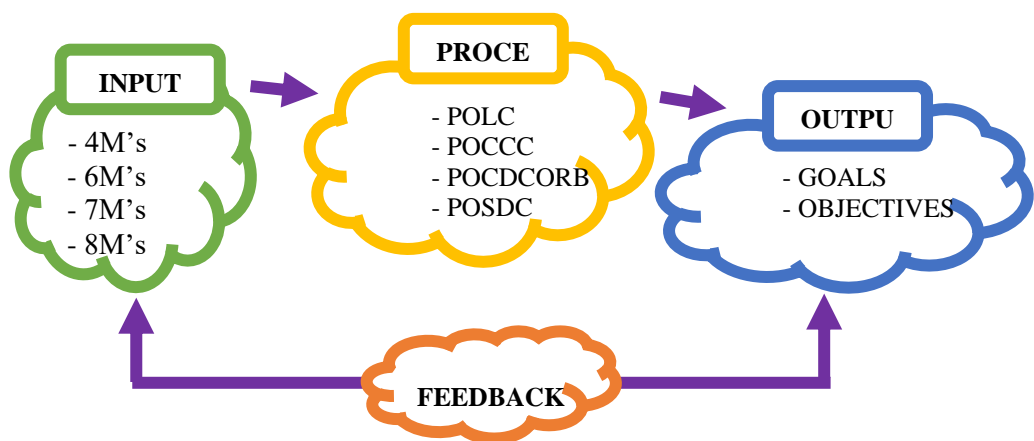 INPUT
- 4M’s
- 6M’s
- 7M’s
- 8M’s
PROCE
- POLC
- POCCC
- POCDCORB
- POSDC
OUTPU
- GOALS
- OBJECTIVES
FEEDBACK